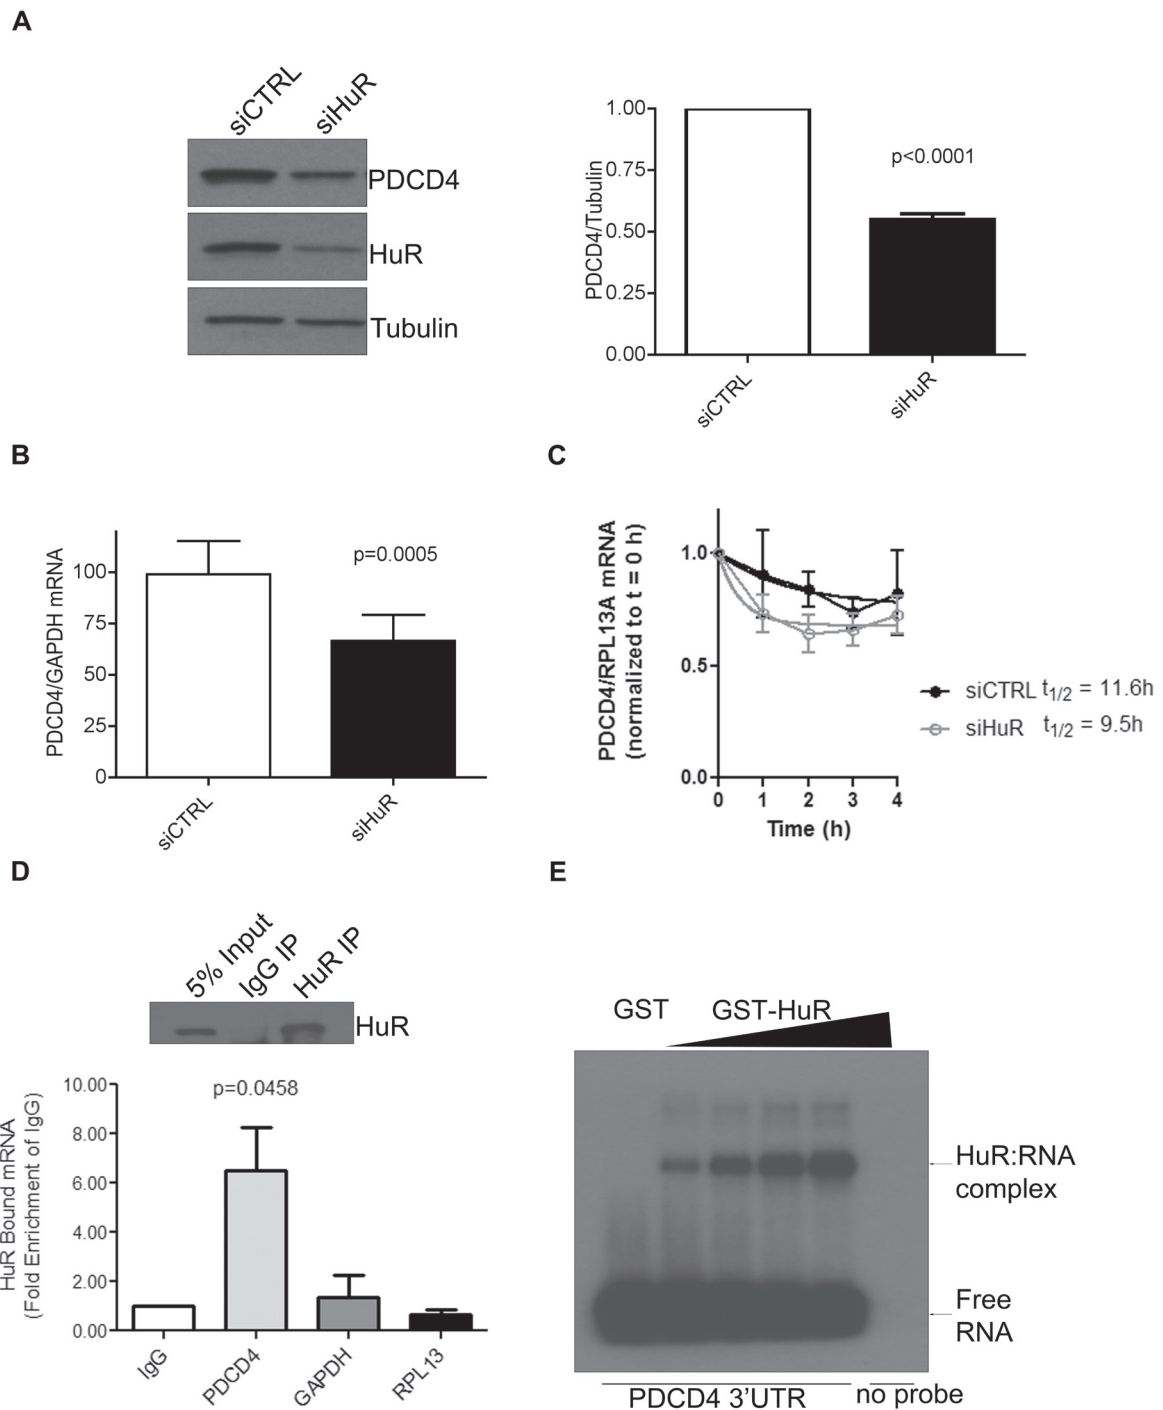 A
siCTRL
siHuR
PDCD4
HuR
Tubulin
PDCD4/Tubulin
1.00
0.75
0.50
0.25
0.00
p<0.0001
siCTRL
siHuR
B
PDCD4/GAPDH mRNA
100
75
50
25
0
p=0.0005
siCTRL
siHuR
C
PDCD4/RPL13A mRNA
(normalized to t = 0 h)
1.0
0.5
0.0
0 1 2 3 4
Time (h)
siCTRL t1/2 = 11.6h
siHuR t1/2 = 9.5h
D
5% Input
IgG IP
HuR IP
HuR
HuR Bound mRNA
(Fold Enrichment of IgG)
10.00
8.00
6.00
4.00
2.00
0.00
p=0.0458
IgG
PDCD4
GAPDH
RPL13
E
GST GST-HuR
HuR:RNA
complex
Free
RNA
PDCD4 3'UTR no probe